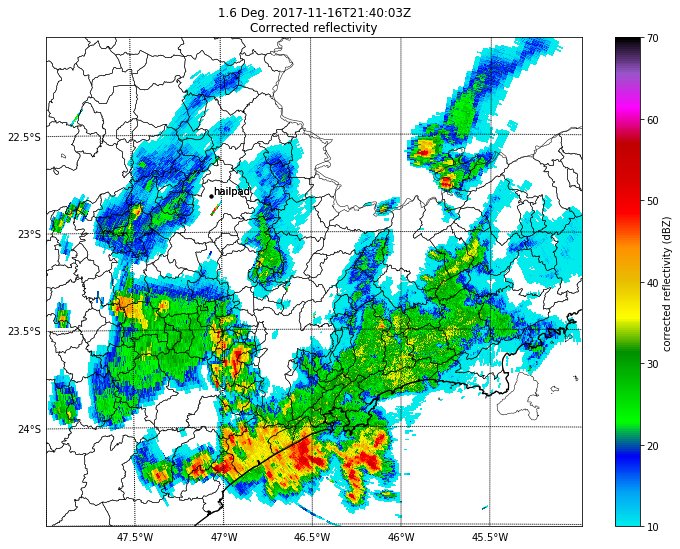 1.6 Deg. 2017-11-16T21:40:03Z
Corrected reflectivity
70
60
50
40
30
20
10
corrected reflectivity (dBZ)
22.5°S
23°S
23.5°S
24°S
hailpad
47.5°W
47°W
46.5°W
46°W
45.5°W